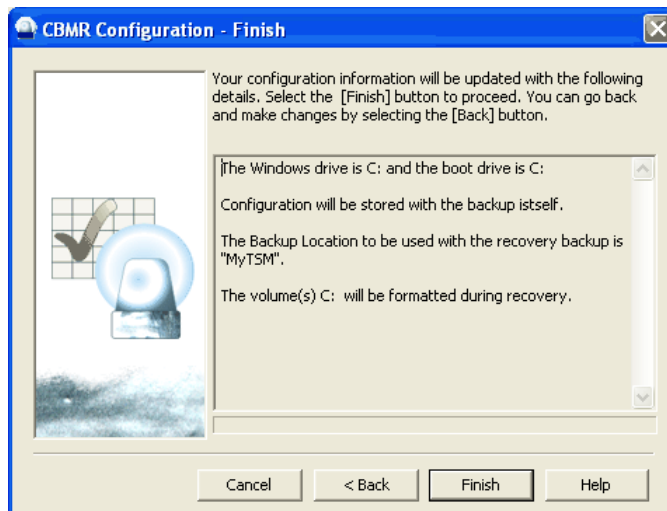 CBMR Configuration - Finish
Your configuration information will be updated with the following
details. Select the [Finish] button to proceed. You can go back
and make changes by selecting the [Back] button.
The Windows drive is C: and the boot drive is C:
Configuration will be stored with the backup istself.
The Backup Location to be used with the recovery backup is
"MyTSM".
The volume(s) C:  will be formatted during recovery.
Cancel
< Back
Finish
Help